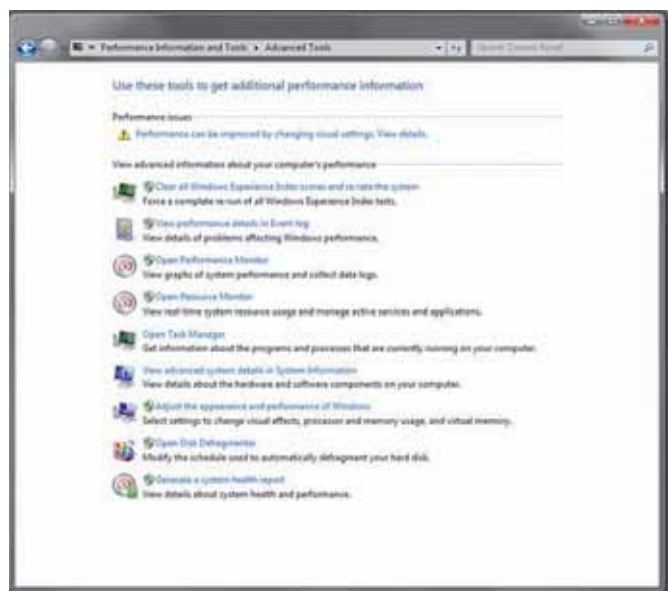 Performance Information and Tools ▸ Advanced Tools
Search Control Panel
Use these tools to get additional performance information
Performance issues
Performance can be improved by changing visual settings. View details.
View advanced information about your computer's performance
Clear all Windows Experience Index scores and re-rate the system
Force a complete re-run of all Windows Experience Index tests.
View performance details in Event log
View details of problems affecting Windows performance.
Open Performance Monitor
View graphs of system performance and collect data logs.
Open Resource Monitor
View real-time system resource usage and manage active services and applications.
Open Task Manager
Get information about the programs and processes that are currently running on your computer.
View advanced system details in System Information
View details about the hardware and software components on your computer.
Adjust the appearance and performance of Windows
Select settings to change visual effects, processor and memory usage, and virtual memory.
Open Disk Defragmenter
Modify the schedule used to automatically defragment your hard disk.
Generate a system health report
View details about system health and performance.